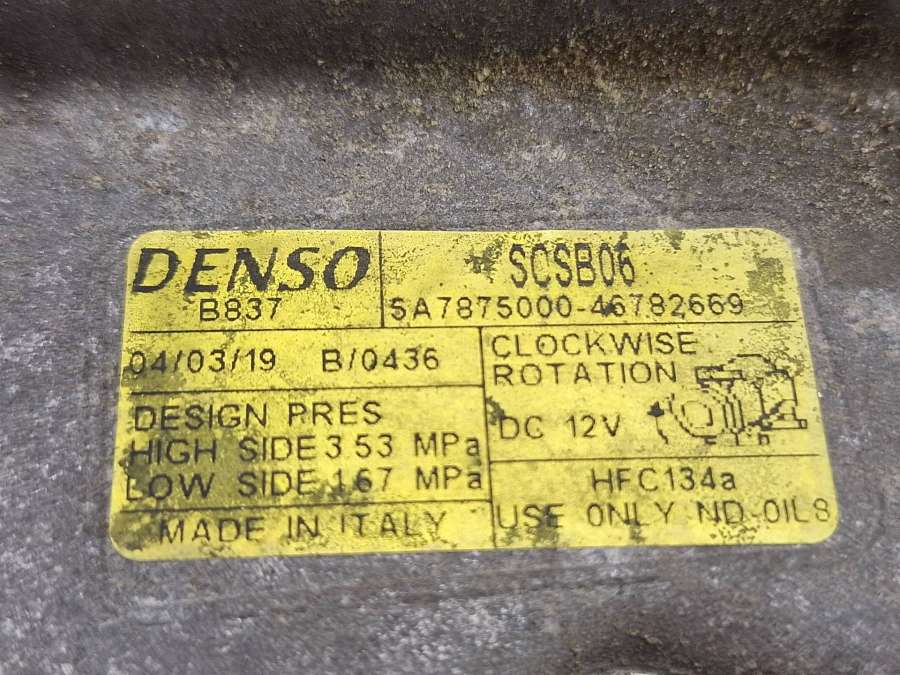 DENSO
B837
SCSB06
SA7875000-46782669
04/03/19 B/0436
CLOCKWISE
ROTATION
DC 12V
DESIGN PRES
HIGH SIDE 3 53 MPa
LOW SIDE 1 67 MPa
HFC134a
MADE IN ITALY
USE ONLY ND-OIL8